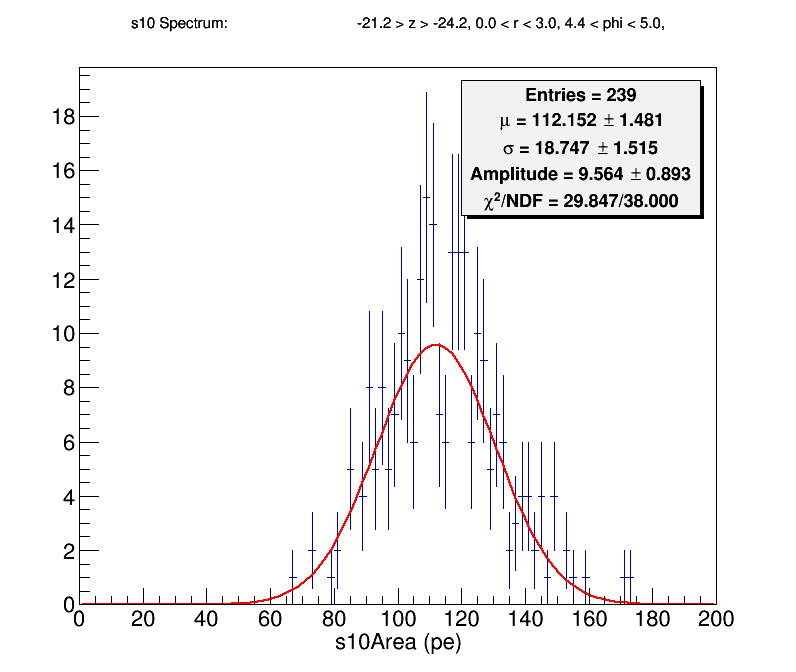 s10 Spectrum: -21.2 > z > -24.2, 0.0 < r < 3.0, 4.4 < phi < 5.0,
Entries = 239
μ = 112.152 ± 1.481
σ = 18.747 ± 1.515
Amplitude = 9.564 ± 0.893
χ²/NDF = 29.847/38.000
18
16
14
12
10
8
6
4
2
0
0 20 40 60 80 100 120 140 160 180 200
s10Area (pe)